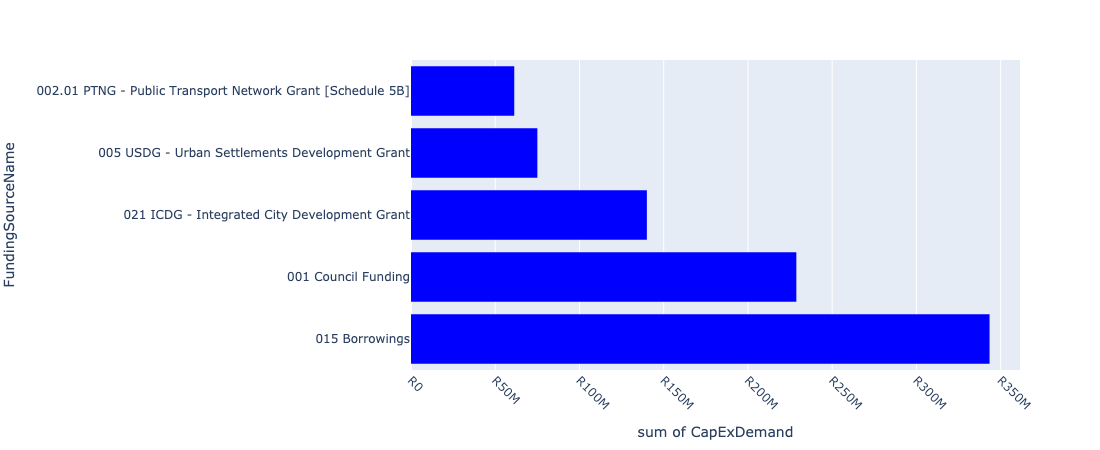 FundingSourceName
002.01 PTNG - Public Transport Network Grant [Schedule 5B]
005 USDG - Urban Settlements Development Grant
021 ICDG - Integrated City Development Grant
001 Council Funding
015 Borrowings
R0 R50M R100M R150M R200M R250M R300M R350M
sum of CapExDemand